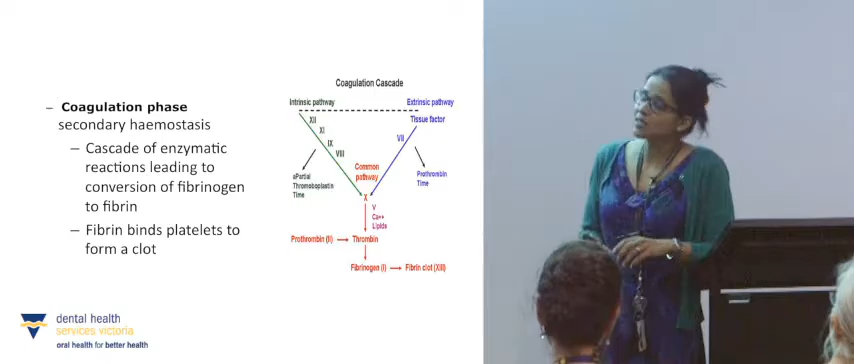 – Coagulation phase
secondary haemostasis
– Cascade of enzymatic
reactions leading to
conversion of fibrinogen
to fibrin
– Fibrin binds platelets to
form a clot
Coagulation Cascade
Intrinsic pathway
Extrinsic pathway
XII
XI
IX
VIII
Tissue factor
VII
aPartial
Thromoboplastin
Time
Common
pathway
Prothrombin
Time
X
V
Ca++
Lipids
Prothrombin (II)
Thrombin
Fibrinogen (I)
Fibrin clot (XIII)
dental health
services victoria
oral health for better health